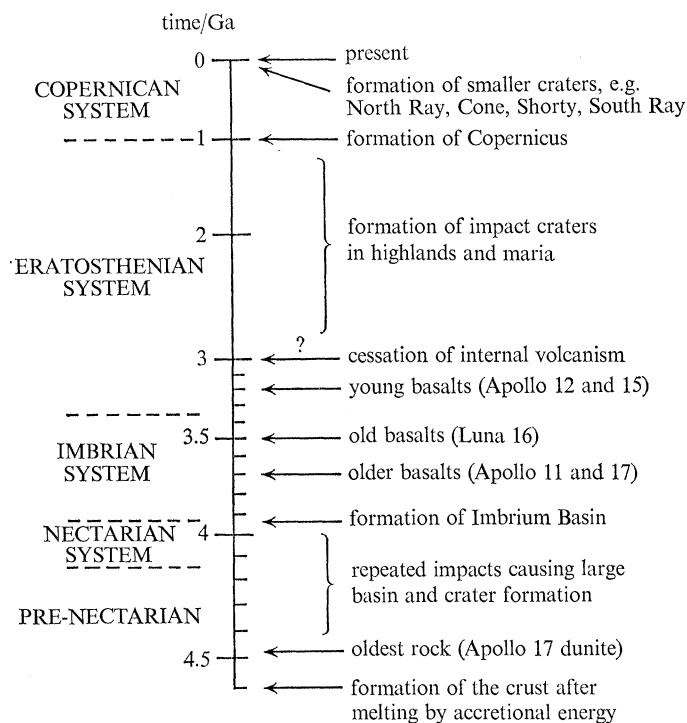 time/Ga
0
present
COPERNICAN
SYSTEM
formation of smaller craters, e.g.
North Ray, Cone, Shorty, South Ray
1
formation of Copernicus
2
formation of impact craters
in highlands and maria
ERATOSTHENIAN
SYSTEM
?
3
cessation of internal volcanism
young basalts (Apollo 12 and 15)
3.5
old basalts (Luna 16)
IMBRIAN
SYSTEM
older basalts (Apollo 11 and 17)
formation of Imbrium Basin
NECTARIAN
SYSTEM
4
repeated impacts causing large
basin and crater formation
PRE-NECTARIAN
oldest rock (Apollo 17 dunite)
4.5
formation of the crust after
melting by accretional energy